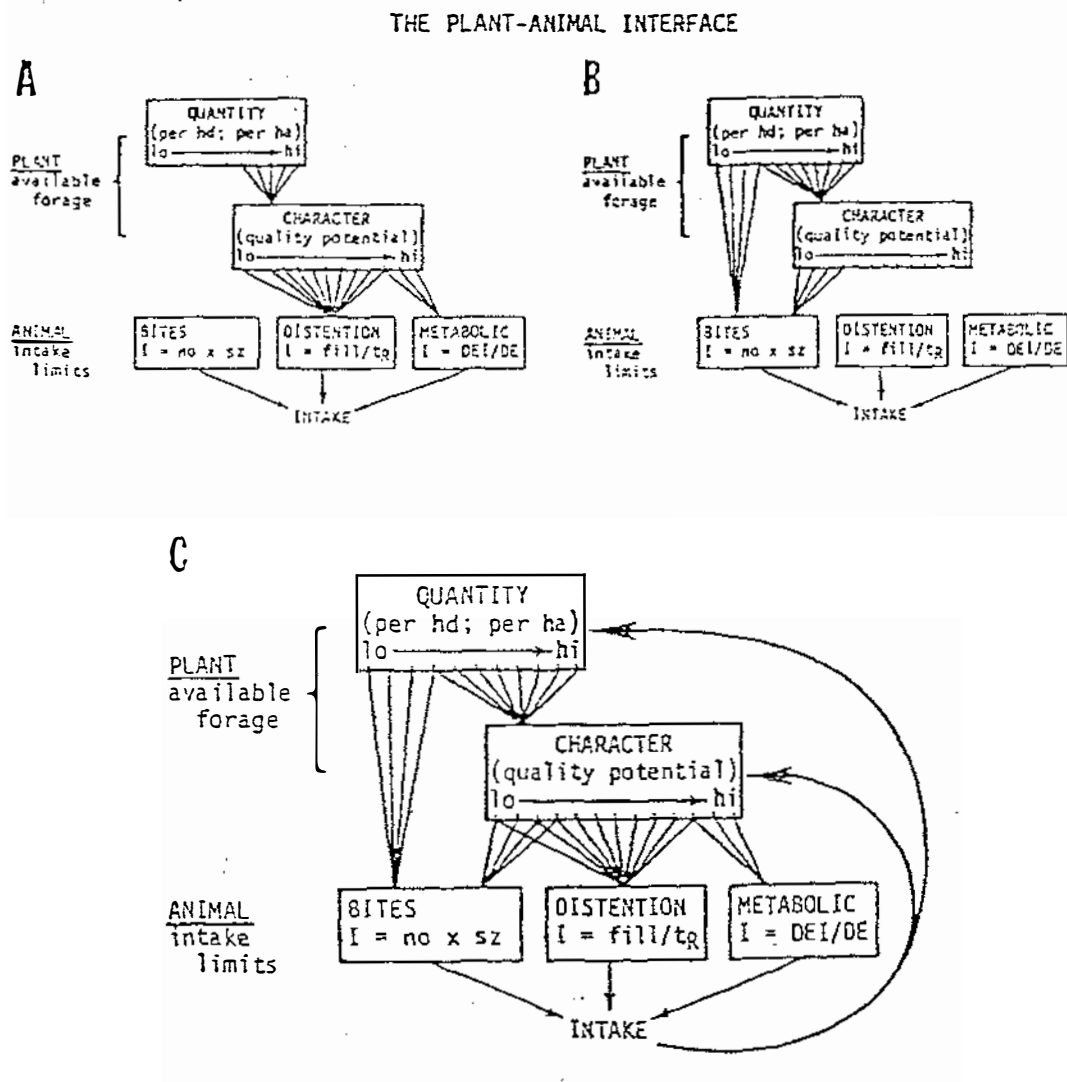 THE PLANT-ANIMAL INTERFACE
A
QUANTITY
(per hd; per ha)
lo hi
PLANT
available
forage
CHARACTER
(quality potential)
lo hi
ANIMAL
intake
limits
BITES
I = no x sz
DISTENTION
I = fill/tR
METABOLIC
I = DEI/DE
INTAKE
B
QUANTITY
(per hd; per ha)
lo hi
PLANT
available
forage
CHARACTER
(quality potential)
lo hi
ANIMAL
intake
limits
BITES
I = no x sz
DISTENTION
I = fill/tR
METABOLIC
I = DEI/DE
INTAKE
C
QUANTITY
(per hd; per ha)
lo hi
PLANT
available
forage
CHARACTER
(quality potential)
lo hi
ANIMAL
intake
limits
BITES
I = no x sz
DISTENTION
I = fill/tR
METABOLIC
I = DEI/DE
INTAKE